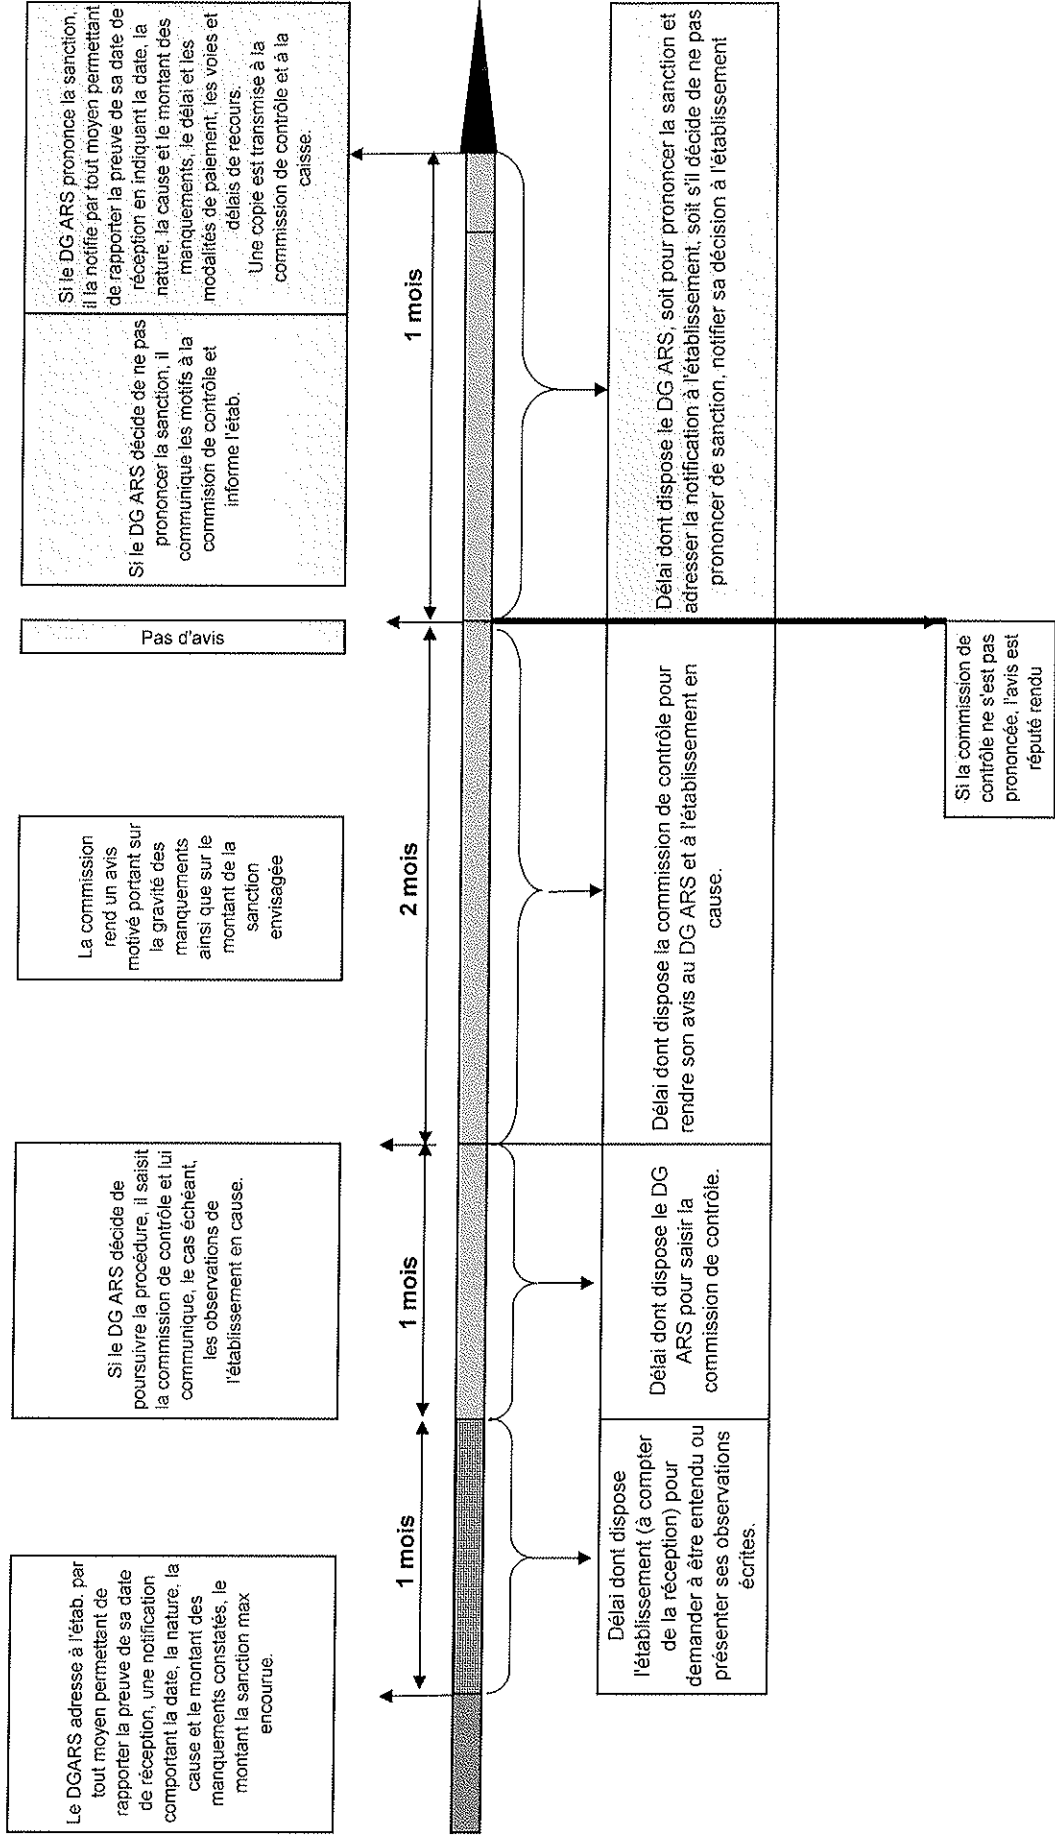 Le DGARS adresse à l'étab. par
tout moyen permettant de
rapporter la preuve de sa date
de réception, une notification
comportant la date, la nature, la
cause et le montant des
manquements constatés, le
montant la sanction max
encourue.
Si le DG ARS décide de
poursuivre la procédure, il saisit
la commission de contrôle et lui
communique, le cas échéant,
les observations de
l'établissement en cause.
La commission
rend un avis
motivé portant sur
la gravité des
manquements
ainsi que sur le
montant de la
sanction
envisagée
Pas d'avis
Si le DG ARS décide de ne pas
prononcer la sanction, il
communique les motifs à la
commision de contrôle et
informe l'étab.
Si le DG ARS prononce la sanction,
il la notifie par tout moyen permettant
de rapporter la preuve de sa date de
réception en indiquant la date, la
nature, la cause et le montant des
manquements, le délai et les
modalités de paiement, les voies et
délais de recours.
Une copie est transmise à la
commission de contrôle et à la
caisse.
1 mois
1 mois
2 mois
1 mois
Délai dont dispose
l'établissement (à compter
de la réception) pour
demander à être entendu ou
présenter ses observations
écrites.
Délai dont dispose le DG
ARS pour saisir la
commission de contrôle.
Délai dont dispose la commission de contrôle pour
rendre son avis au DG ARS et à l'établissement en
cause.
Délai dont dispose le DG ARS, soit pour prononcer la sanction et
adresser la notification à l'établissement, soit s'il décide de ne pas
prononcer de sanction, notifier sa décision à l'établissement
Si la commission de
contrôle ne s'est pas
prononcée, l'avis est
réputé rendu